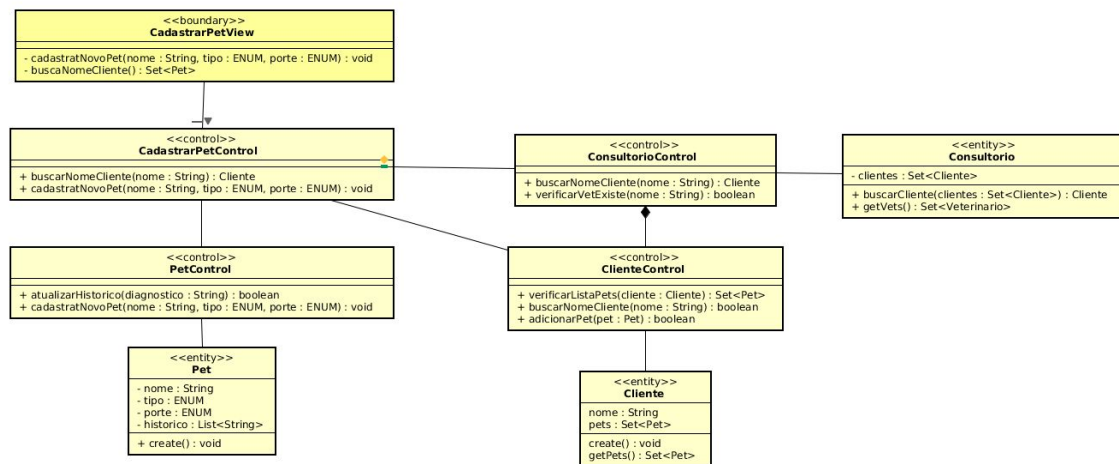 <<boundary>>
CadastrarPetView
- cadastratNovoPet(nome : String, tipo : ENUM, porte : ENUM) : void
- buscaNomeCliente() : Set<Pet>
<<control>>
CadastrarPetControl
+ buscarNomeCliente(nome : String) : Cliente
+ cadastratNovoPet(nome : String, tipo : ENUM, porte : ENUM) : void
<<control>>
ConsultorioControl
+ buscarNomeCliente(nome : String) : Cliente
+ verificarVetExiste(nome : String) : boolean
<<entity>>
Consultorio
- clientes : Set<Cliente>
+ buscarCliente(clientes : Set<Cliente>) : Cliente
+ getVets() : Set<Veterinario>
<<control>>
PetControl
+ atualizarHistorico(diagnostico : String) : boolean
+ cadastratNovoPet(nome : String, tipo : ENUM, porte : ENUM) : void
<<control>>
ClienteControl
+ verificarListaPets(cliente : Cliente) : Set<Pet>
+ buscarNomeCliente(nome : String) : boolean
+ adicionarPet(pet : Pet) : boolean
<<entity>>
Pet
- nome : String
- tipo : ENUM
- porte : ENUM
- historico : List<String>
+ create() : void
<<entity>>
Cliente
nome : String
pets : Set<Pet>
create() : void
getPets() : Set<Pet>